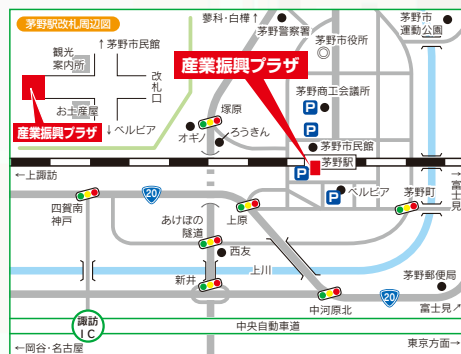 茅野駅改札周辺図
↑茅野市民館
観光
案内所
改札口
お土産屋
産業振興プラザ
↓ベルビア
蓼科・白樺↑
茅野警察署
茅野市役所
茅野市
運動公園
産業振興プラザ
茅野商工会議所
P
塚原
P
オギノ
ろうきん
茅野市民館
茅野駅
←上諏訪
P
→
富士見
P
ベルビア
茅野町
四賀南
神戸
20
あけぼの
隧道
上原
西友
上川
新井
茅野郵便局
中河原北
20
富士見↗
諏訪
IC
中央自動車道
←岡谷・名古屋
東京方面→